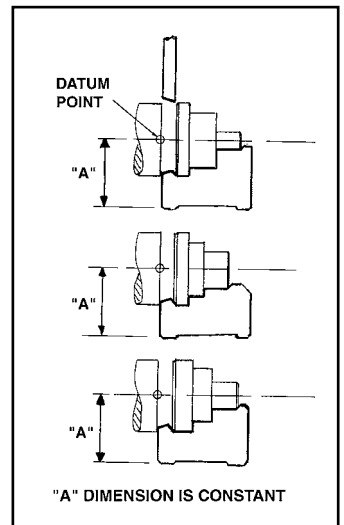 DATUM
POINT
"A"
"A"
"A"
"A" DIMENSION IS CONSTANT